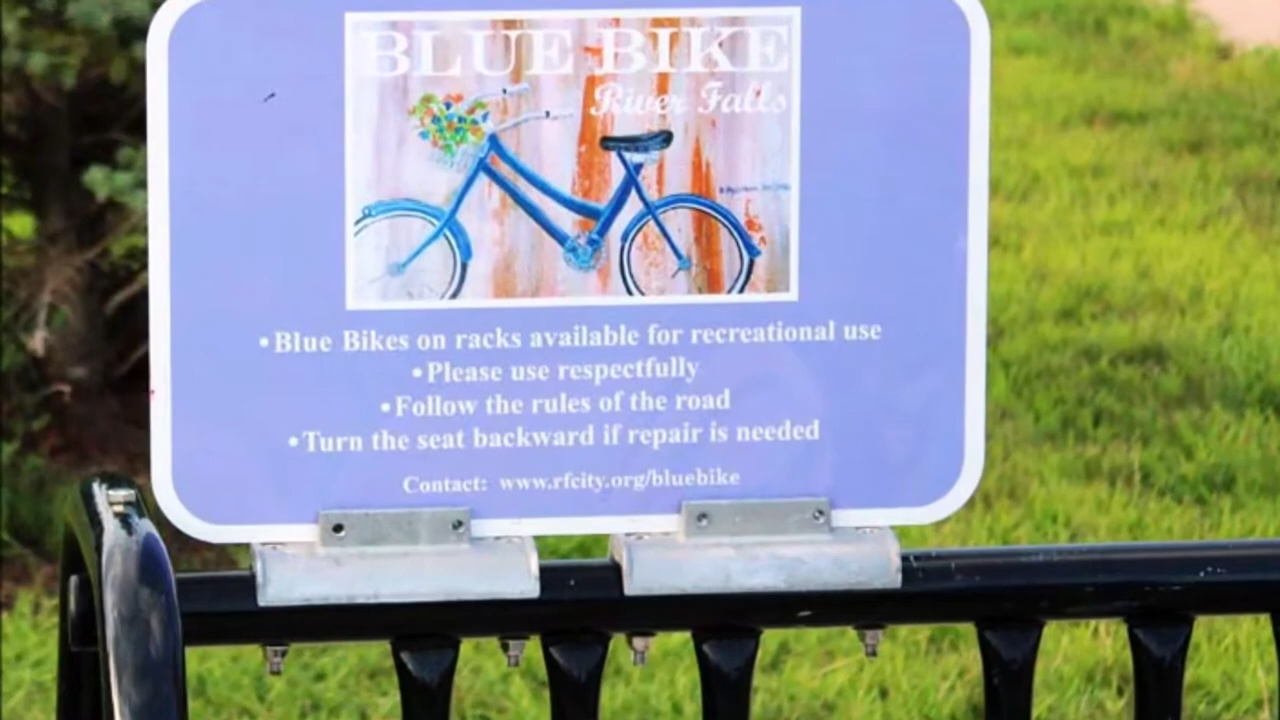 BLUE BIKE
River Falls
•Blue Bikes on racks available for recreational use
•Please use respectfully
•Follow the rules of the road
•Turn the seat backward if repair is needed
Contact: www.rfcity.org/bluebike